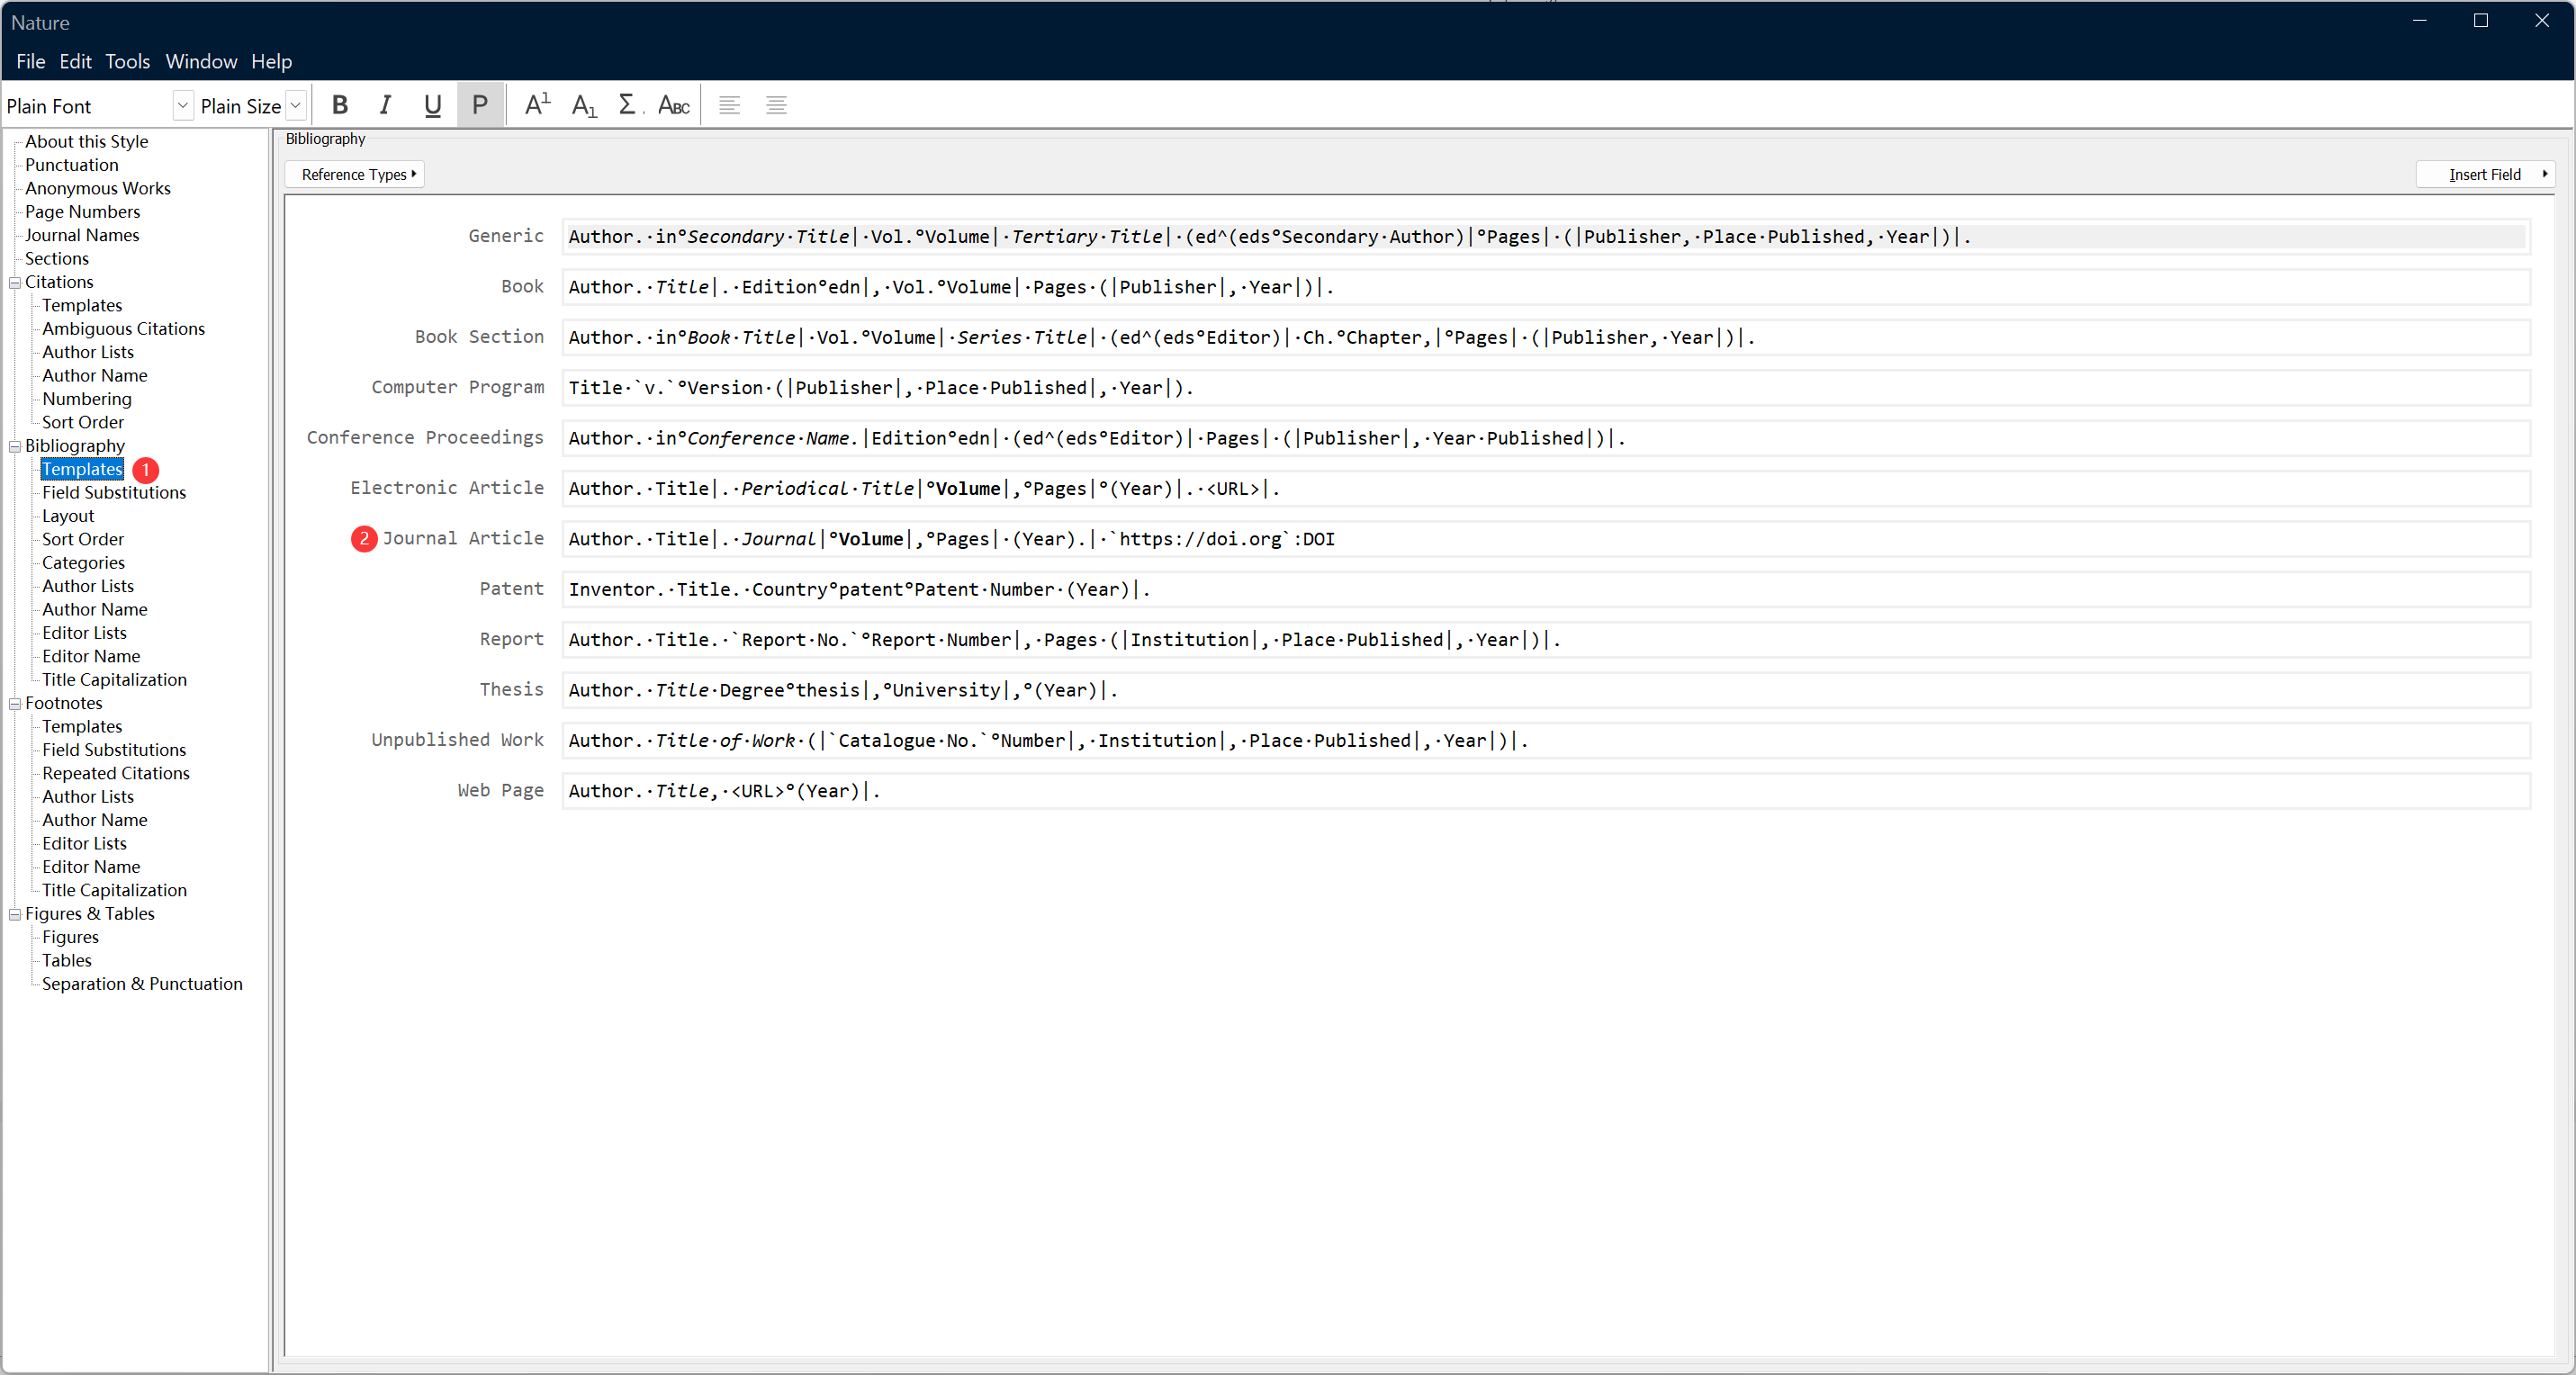 Nature
File Edit Tools Window Help
Plain Font Plain Size B I U P A1 A1 Σ ABC
About this Style
Punctuation
Anonymous Works
Page Numbers
Journal Names
Sections
Citations
Templates
Ambiguous Citations
Author Lists
Author Name
Numbering
Sort Order
Bibliography
Templates 1
Field Substitutions
Layout
Sort Order
Categories
Author Lists
Author Name
Editor Lists
Editor Name
Title Capitalization
Footnotes
Templates
Field Substitutions
Repeated Citations
Author Lists
Author Name
Editor Lists
Editor Name
Title Capitalization
Figures & Tables
Figures
Tables
Separation & Punctuation
Bibliography
Reference Types Insert Field
Generic Author.·in°Secondary·Title|·Vol.°Volume|·Tertiary·Title|·(ed^(eds°Secondary·Author)|°Pages|·(|Publisher,·Place·Published,·Year|)|.
Book Author.·Title|.·Edition°edn|,·Vol.°Volume|·Pages·(|Publisher|,·Year|)|.
Book Section Author.·in°Book·Title|·Vol.°Volume|·Series·Title|·(ed^(eds°Editor)|·Ch.°Chapter,|°Pages|·(|Publisher,·Year|)|.
Computer Program Title·`v.`°Version·(|Publisher|,·Place·Published|,·Year|).
Conference Proceedings Author.·in°Conference·Name.|Edition°edn|·(ed^(eds°Editor)|·Pages|·(|Publisher|,·Year·Published|)|.
Electronic Article Author.·Title|.·Periodical·Title|°Volume|,°Pages|°(Year)|.·<URL>|.
2 Journal Article Author.·Title|.·Journal|°Volume|,°Pages|·(Year).|·`https://doi.org`:DOI
Patent Inventor.·Title.·Country°patent°Patent·Number·(Year)|.
Report Author.·Title.·`Report·No.`°Report·Number|,·Pages·(|Institution|,·Place·Published|,·Year|)|.
Thesis Author.·Title·Degree°thesis|,°University|,°(Year)|.
Unpublished Work Author.·Title·of·Work·(|`Catalogue·No.`°Number|,·Institution|,·Place·Published|,·Year|)|.
Web Page Author.·Title,·<URL>°(Year)|.